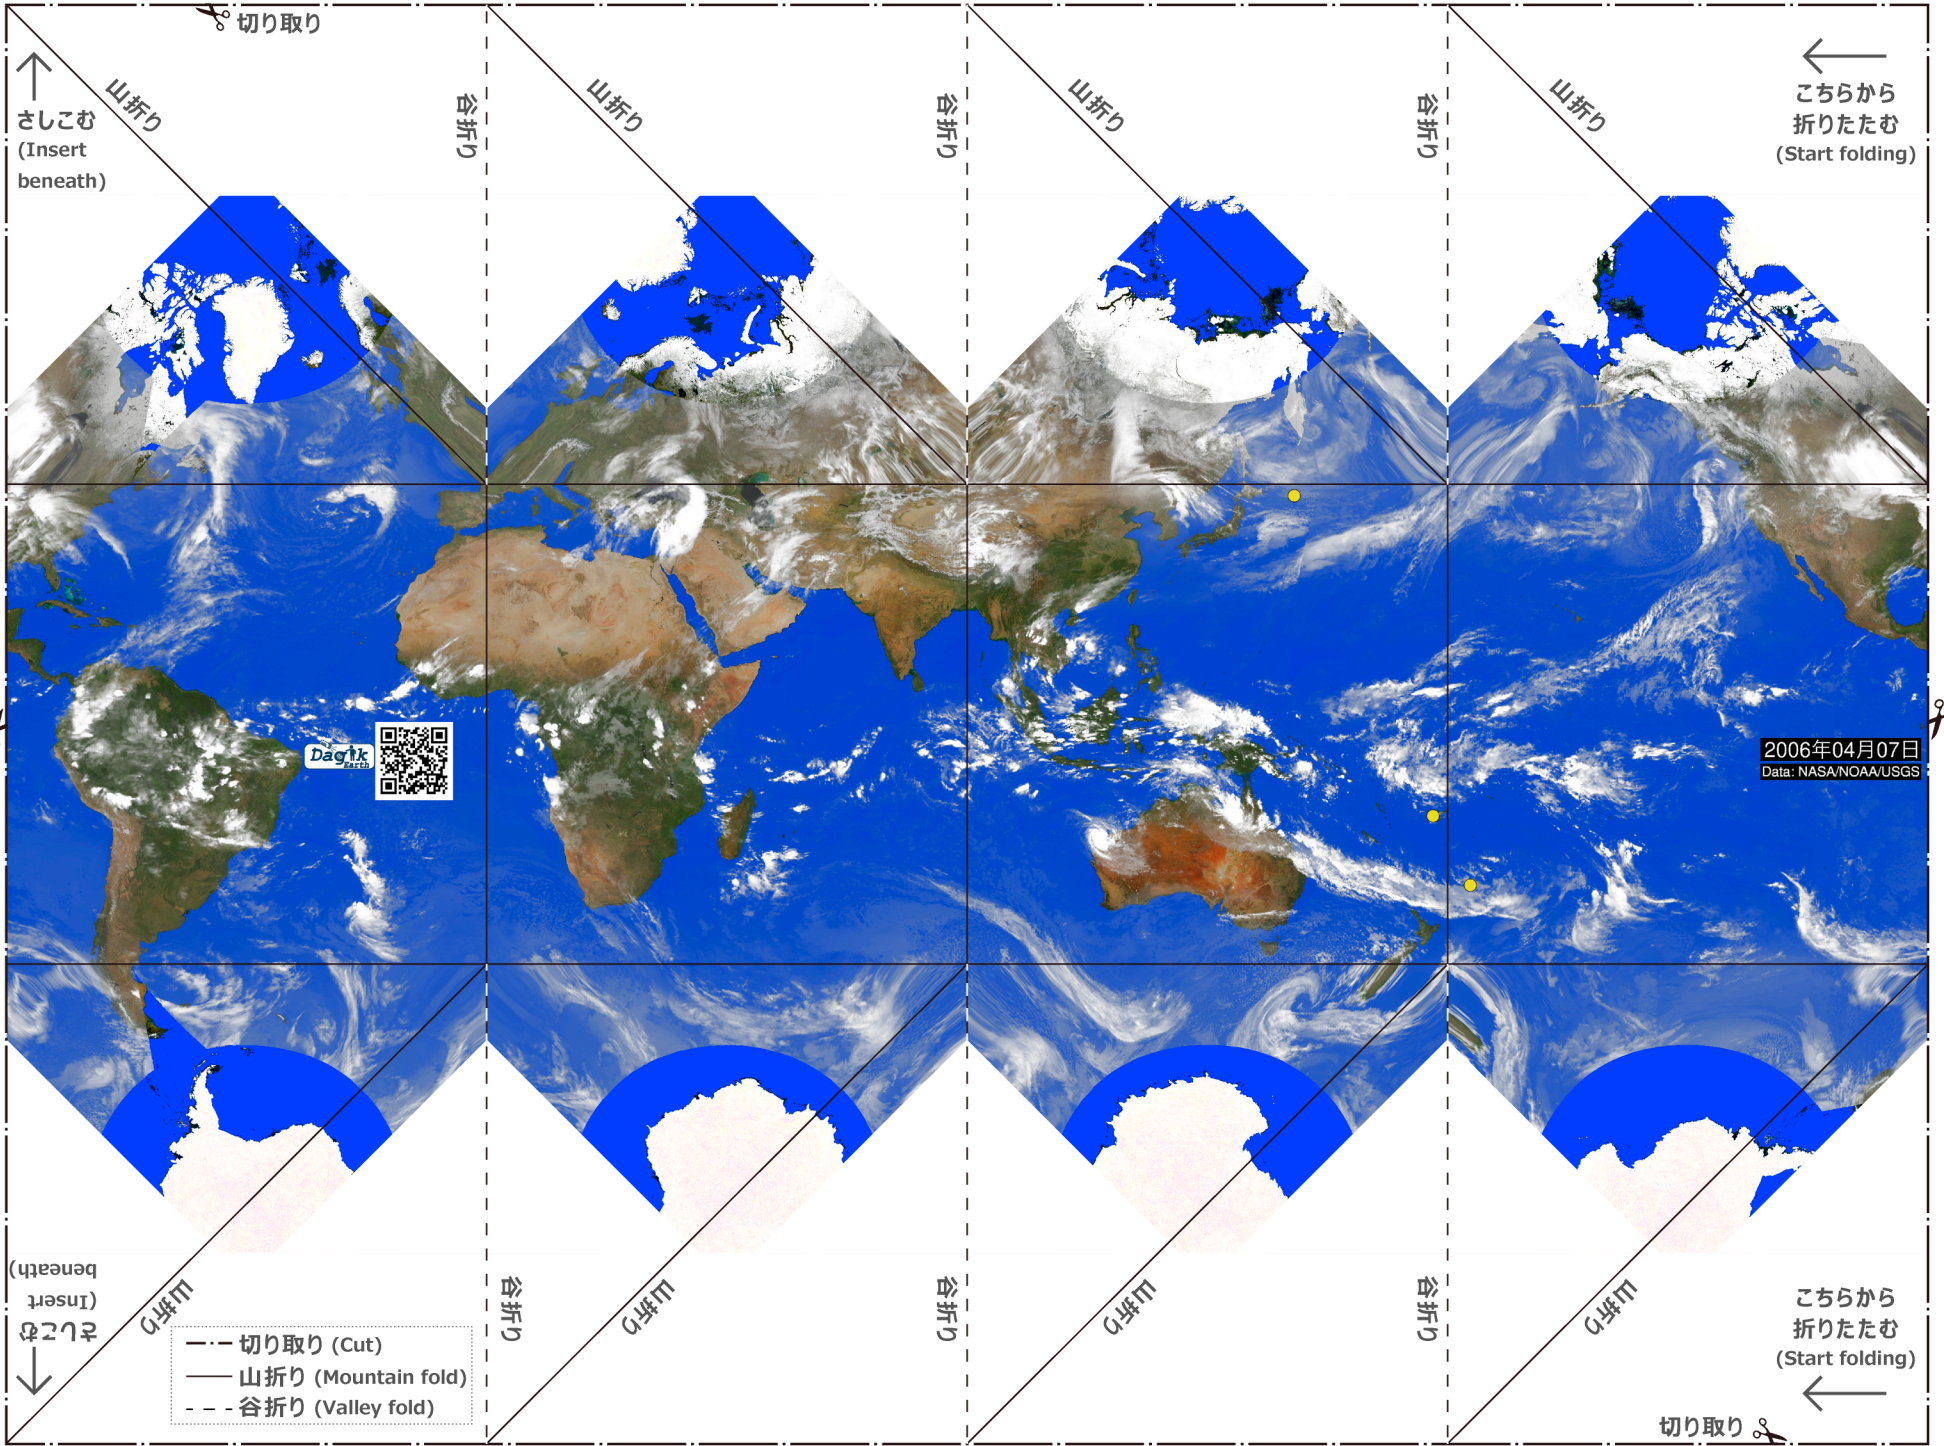 切り取り
山折り
谷折り
山折り
谷折り
山折り
谷折り
山折り
こちらから
折りたたむ
(Start folding)
さしこむ
(Insert
beneath)
Dagik
Earth
2006年04月07日
Data: NASA/NOAA/USGS
さしこむ
(Insert
beneath)
山折り
谷折り
山折り
谷折り
山折り
谷折り
山折り
こちらから
折りたたむ
(Start folding)
切り取り (Cut)
山折り (Mountain fold)
谷折り (Valley fold)
切り取り